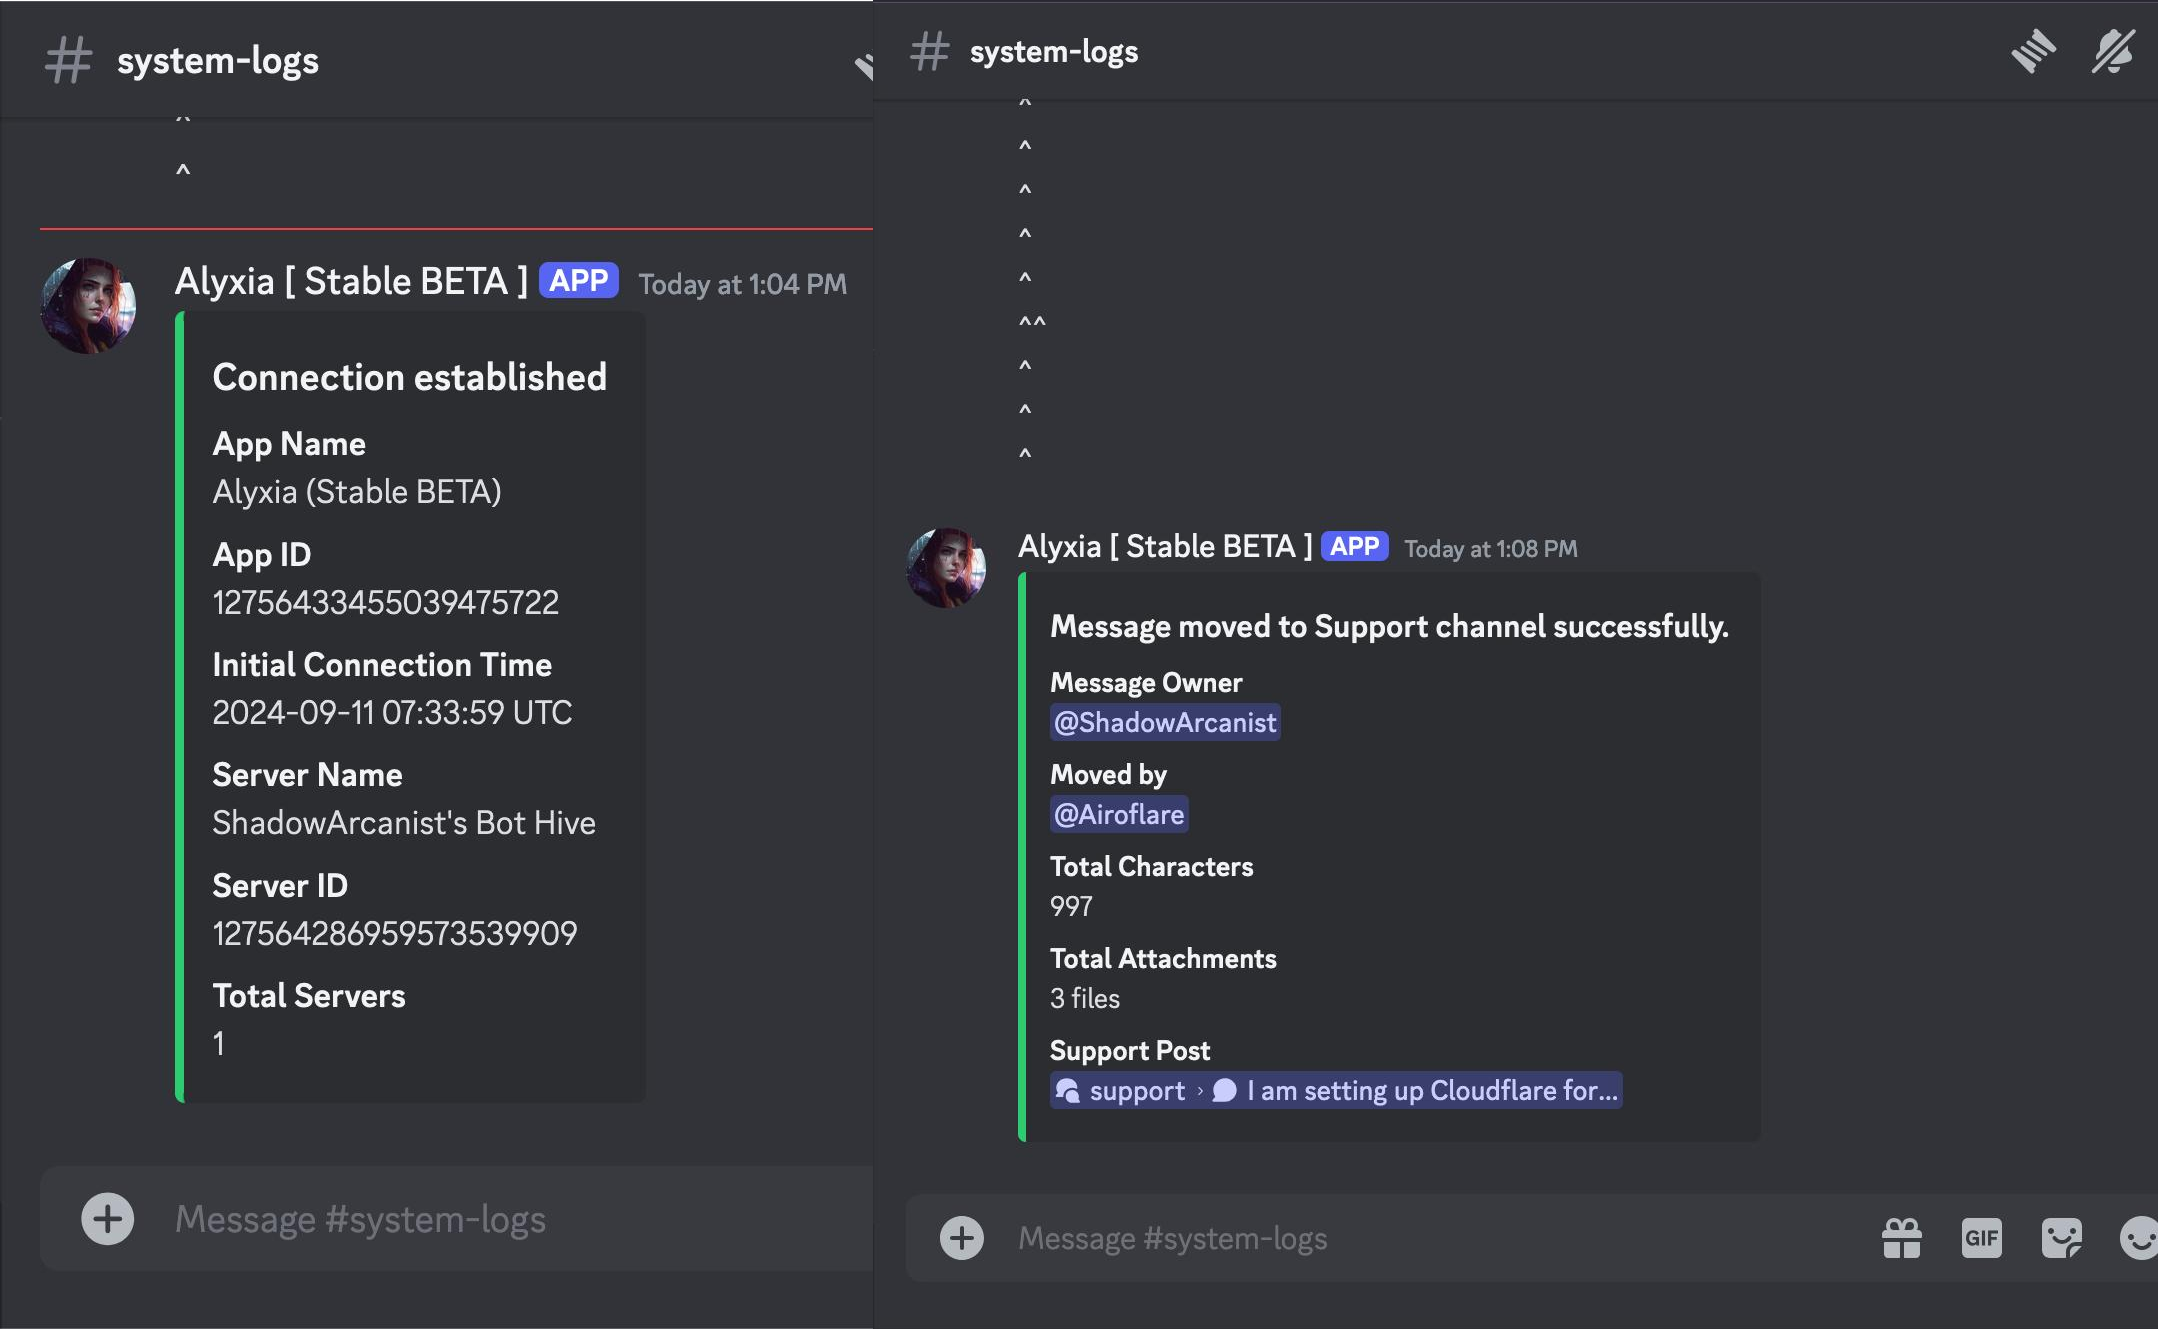 # system-logs
^
^
Alyxia [ Stable BETA ] APP Today at 1:04 PM
Connection established
App Name
Alyxia (Stable BETA)
App ID
1275643345503947572​2
Initial Connection Time
2024-09-11 07:33:59 UTC
Server Name
ShadowArcanist's Bot Hive
Server ID
1275642869595735390​9
Total Servers
1
Message #system-logs
# system-logs
^
^
^
^
^
^^
^
^
^
Alyxia [ Stable BETA ] APP Today at 1:08 PM
Message moved to Support channel successfully.
Message Owner
@ShadowArcanist
Moved by
@Airoflare
Total Characters
997
Total Attachments
3 files
Support Post
support › I am setting up Cloudflare for...
Message #system-logs
GIF